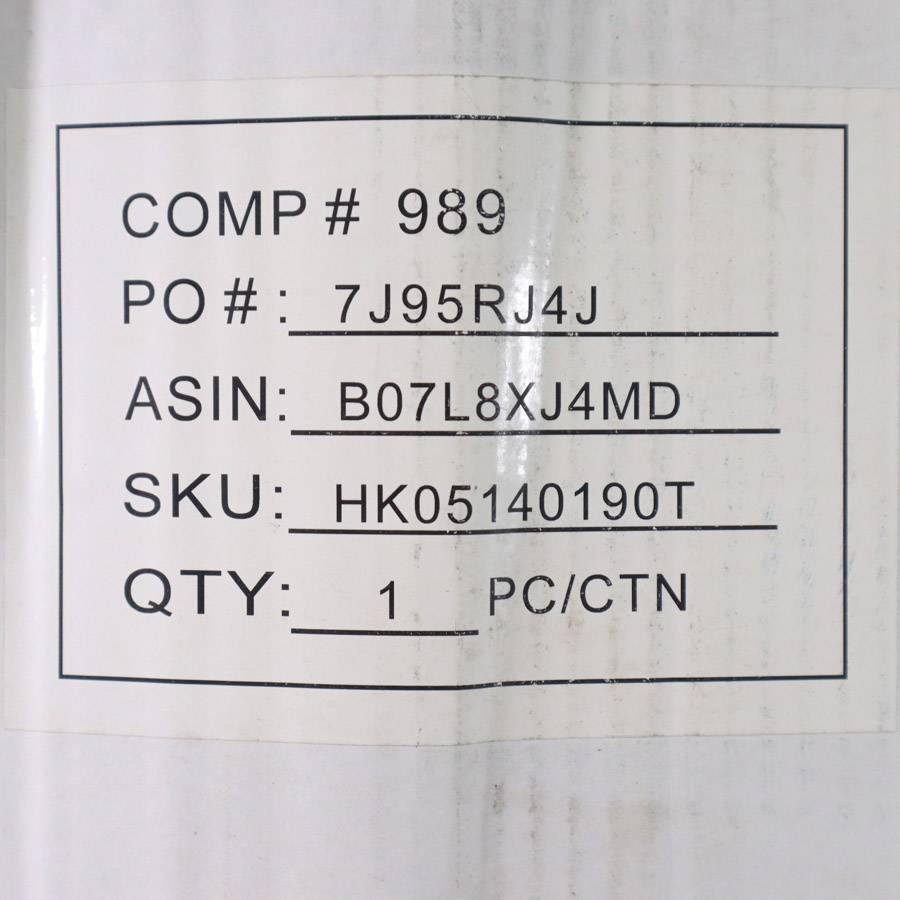 COMP # 989
PO #: 7J95RJ4J
ASIN: B07L8XJ4MD
SKU: HK05140190T
QTY: 1 PC/CTN